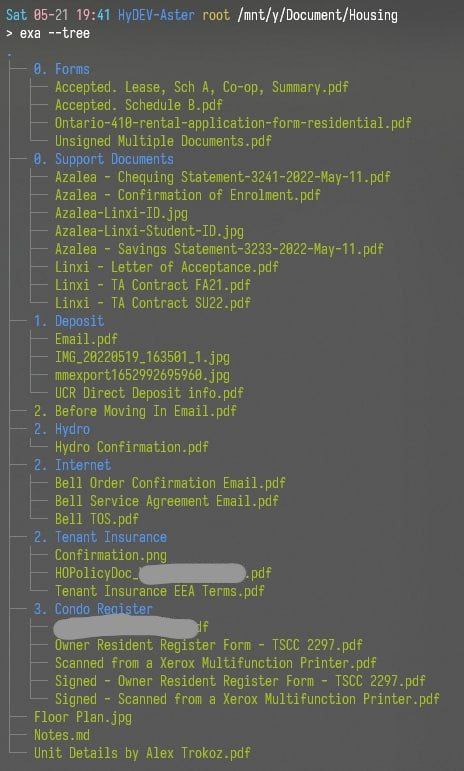 Sat 05-21 19:41 HyDEV-Aster root /mnt/y/Document/Housing
> exa --tree
.
├── 0. Forms
│   ├── Accepted. Lease, Sch A, Co-op, Summary.pdf
│   ├── Accepted. Schedule B.pdf
│   ├── Ontario-410-rental-application-form-residential.pdf
│   └── Unsigned Multiple Documents.pdf
├── 0. Support Documents
│   ├── Azalea - Chequing Statement-3241-2022-May-11.pdf
│   ├── Azalea - Confirmation of Enrolment.pdf
│   ├── Azalea-Linxi-ID.jpg
│   ├── Azalea-Linxi-Student-ID.jpg
│   ├── Azalea - Savings Statement-3233-2022-May-11.pdf
│   ├── Linxi - Letter of Acceptance.pdf
│   ├── Linxi - TA Contract FA21.pdf
│   └── Linxi - TA Contract SU22.pdf
├── 1. Deposit
│   ├── Email.pdf
│   ├── IMG_20220519_163501_1.jpg
│   ├── mmexport1652992695960.jpg
│   └── UCR Direct Deposit info.pdf
├── 2. Before Moving In Email.pdf
├── 2. Hydro
│   └── Hydro Confirmation.pdf
├── 2. Internet
│   ├── Bell Order Confirmation Email.pdf
│   ├── Bell Service Agreement Email.pdf
│   └── Bell TOS.pdf
├── 2. Tenant Insurance
│   ├── Confirmation.png
│   ├── HOPolicyDoc_ .pdf
│   └── Tenant Insurance EEA Terms.pdf
├── 3. Condo Register
│   ├── df
│   ├── Owner Resident Register Form - TSCC 2297.pdf
│   ├── Scanned from a Xerox Multifunction Printer.pdf
│   ├── Signed - Owner Resident Register Form - TSCC 2297.pdf
│   └── Signed - Scanned from a Xerox Multifunction Printer.pdf
├── Floor Plan.jpg
├── Notes.md
└── Unit Details by Alex Trokoz.pdf